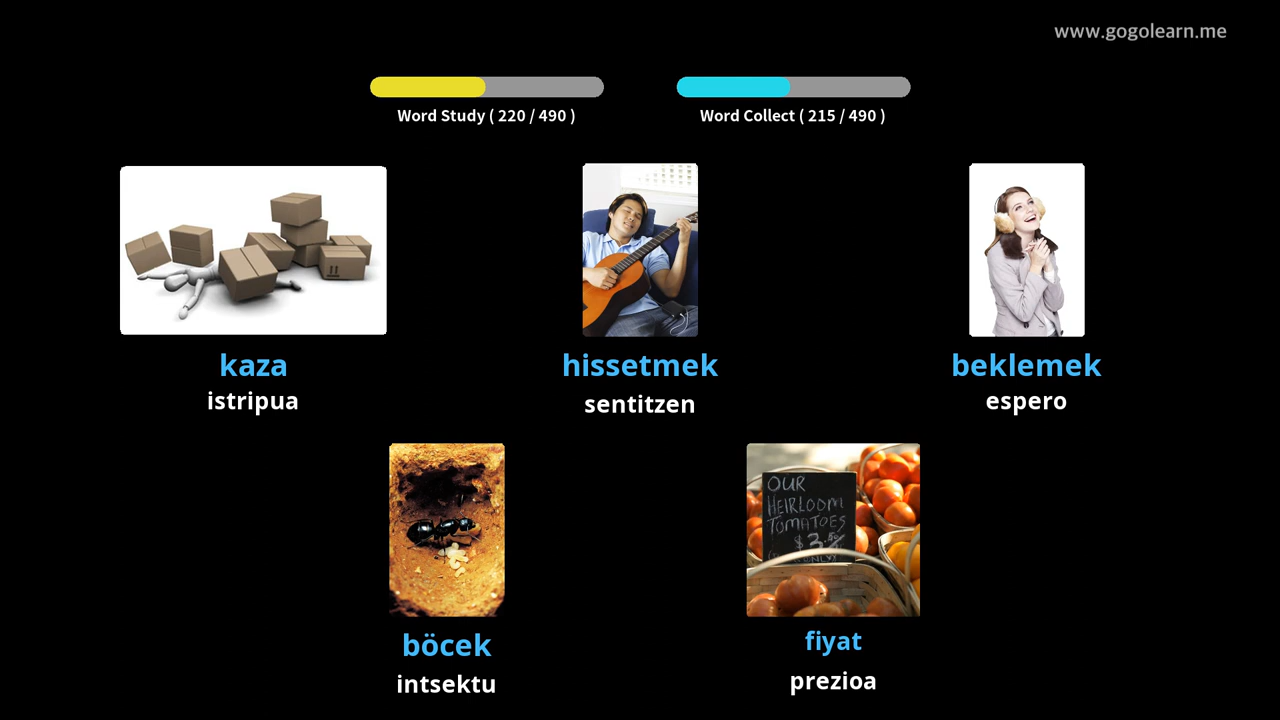 www.gogolearn.me
Word Study ( 220 / 490 )
Word Collect ( 215 / 490 )
kaza
istripua
hissetmek
sentitzen
beklemek
espero
OUR
HEIRLOOM
TOMATOES
böcek
intsektu
fiyat
prezioa